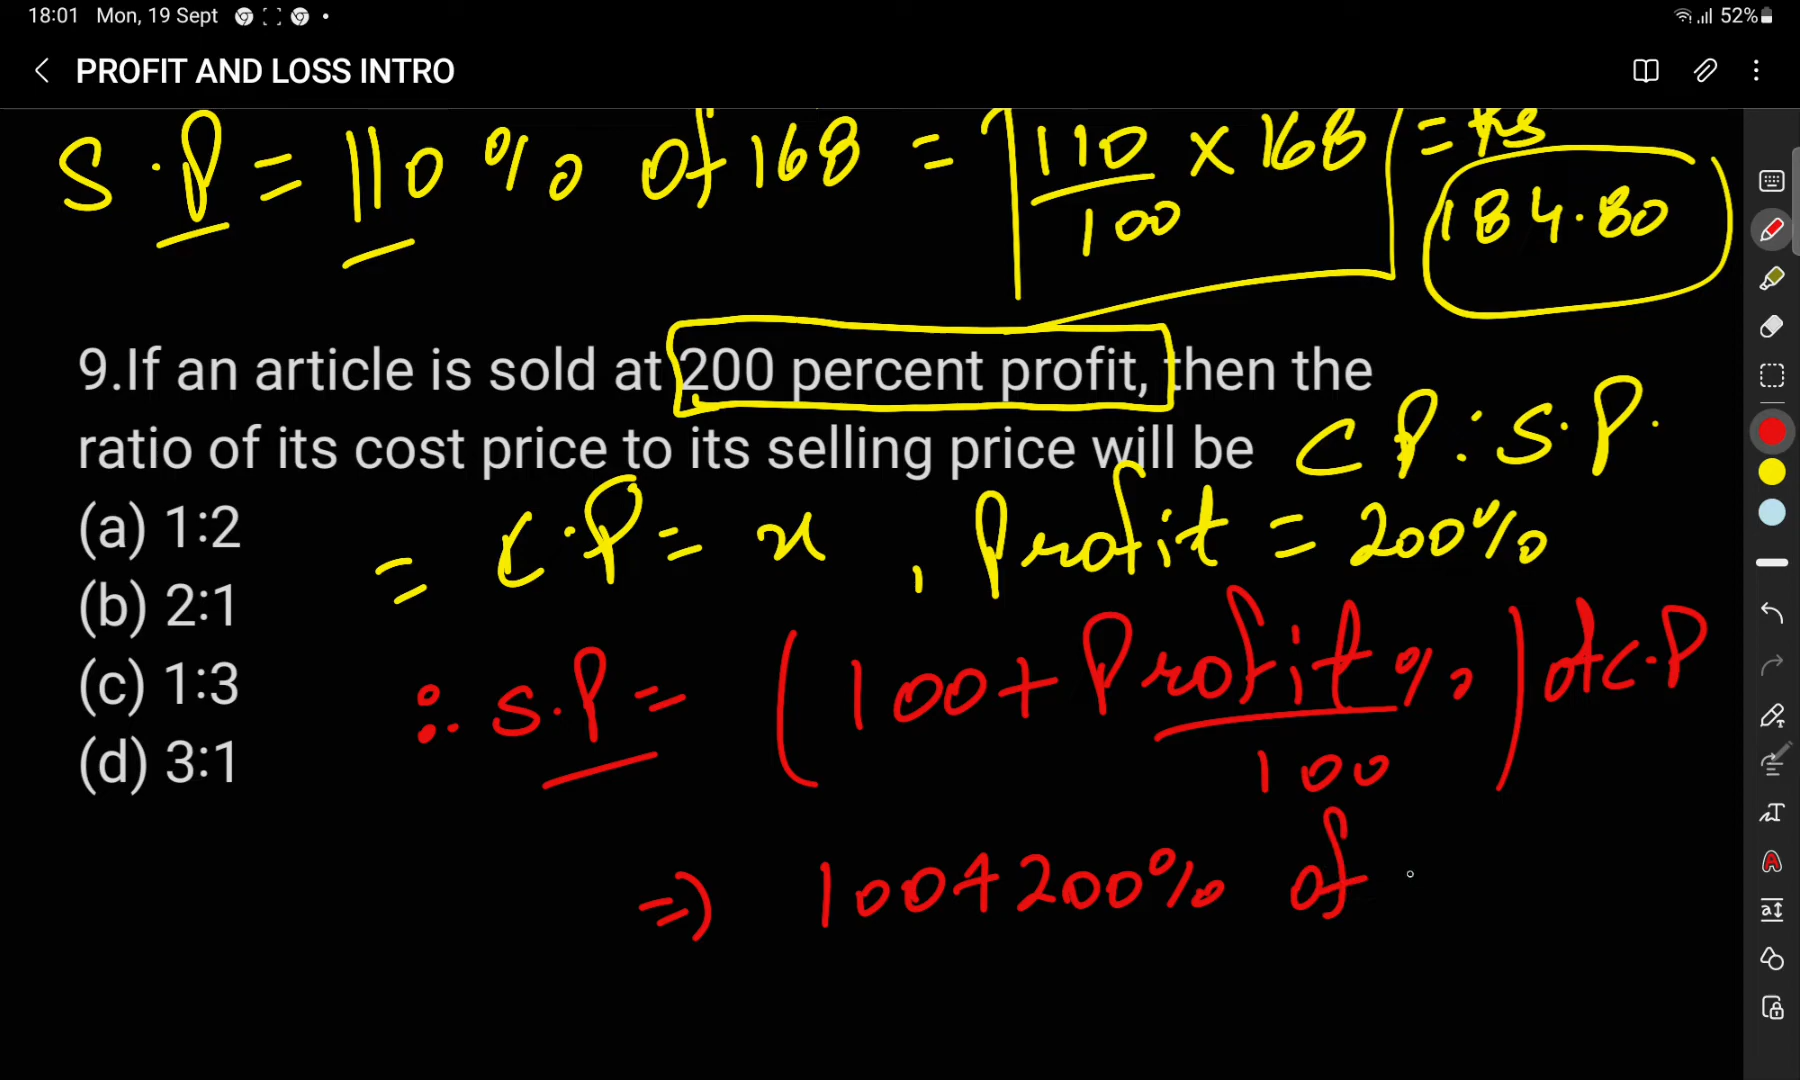 18:01 Mon, 19 Sept 52%
PROFIT AND LOSS INTRO
S.P = 110% of 168 = 110/100 x 168 = Rs
184.80
9.If an article is sold at 200 percent profit, then the
ratio of its cost price to its selling price will be CP:S.P.
(a) 1:2
= C.P = x, Profit = 200%
(b) 2:1
(c) 1:3
∴ S.P = (100+Profit%/100) of C.P
(d) 3:1
=) 100+200% of